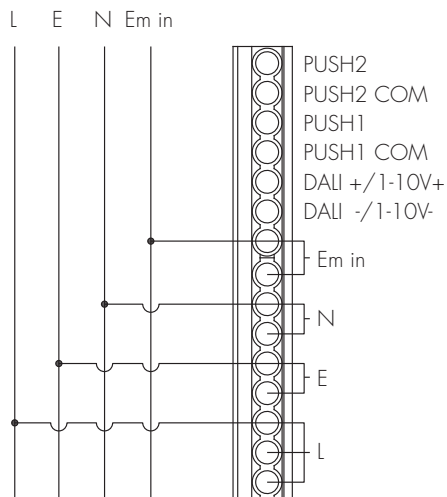 L E N Em in
PUSH2
PUSH2 COM
PUSH1
PUSH1 COM
DALI +/1-10V+
DALI -/1-10V-
Em in
N
E
L